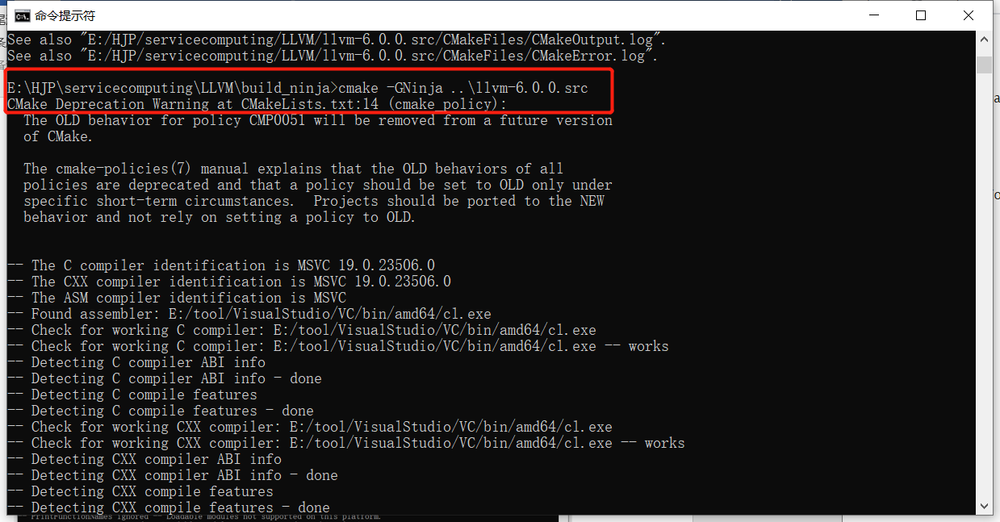 命令提示符
See also "E:/HJP/servicecomputing/LLVM/llvm-6.0.0.src/CMakeFiles/CMakeOutput.log".
See also "E:/HJP/servicecomputing/LLVM/llvm-6.0.0.src/CMakeFiles/CMakeError.log".
E:\HJP\servicecomputing\LLVM\build_ninja>cmake -GNinja ..\llvm-6.0.0.src
CMake Deprecation Warning at CMakeLists.txt:14 (cmake_policy):
The OLD behavior for policy CMP0051 will be removed from a future version
of CMake.
The cmake-policies(7) manual explains that the OLD behaviors of all
policies are deprecated and that a policy should be set to OLD only under
specific short-term circumstances.  Projects should be ported to the NEW
behavior and not rely on setting a policy to OLD.
-- The C compiler identification is MSVC 19.0.23506.0
-- The CXX compiler identification is MSVC 19.0.23506.0
-- The ASM compiler identification is MSVC
-- Found assembler: E:/tool/VisualStudio/VC/bin/amd64/cl.exe
-- Check for working C compiler: E:/tool/VisualStudio/VC/bin/amd64/cl.exe
-- Check for working C compiler: E:/tool/VisualStudio/VC/bin/amd64/cl.exe -- works
-- Detecting C compiler ABI info
-- Detecting C compiler ABI info - done
-- Detecting C compile features
-- Detecting C compile features - done
-- Check for working CXX compiler: E:/tool/VisualStudio/VC/bin/amd64/cl.exe
-- Check for working CXX compiler: E:/tool/VisualStudio/VC/bin/amd64/cl.exe -- works
-- Detecting CXX compiler ABI info
-- Detecting CXX compiler ABI info - done
-- Detecting CXX compile features
-- Detecting CXX compile features - done
-- PrintFunctionNames ignored -- Loadable modules not supported on this platform.